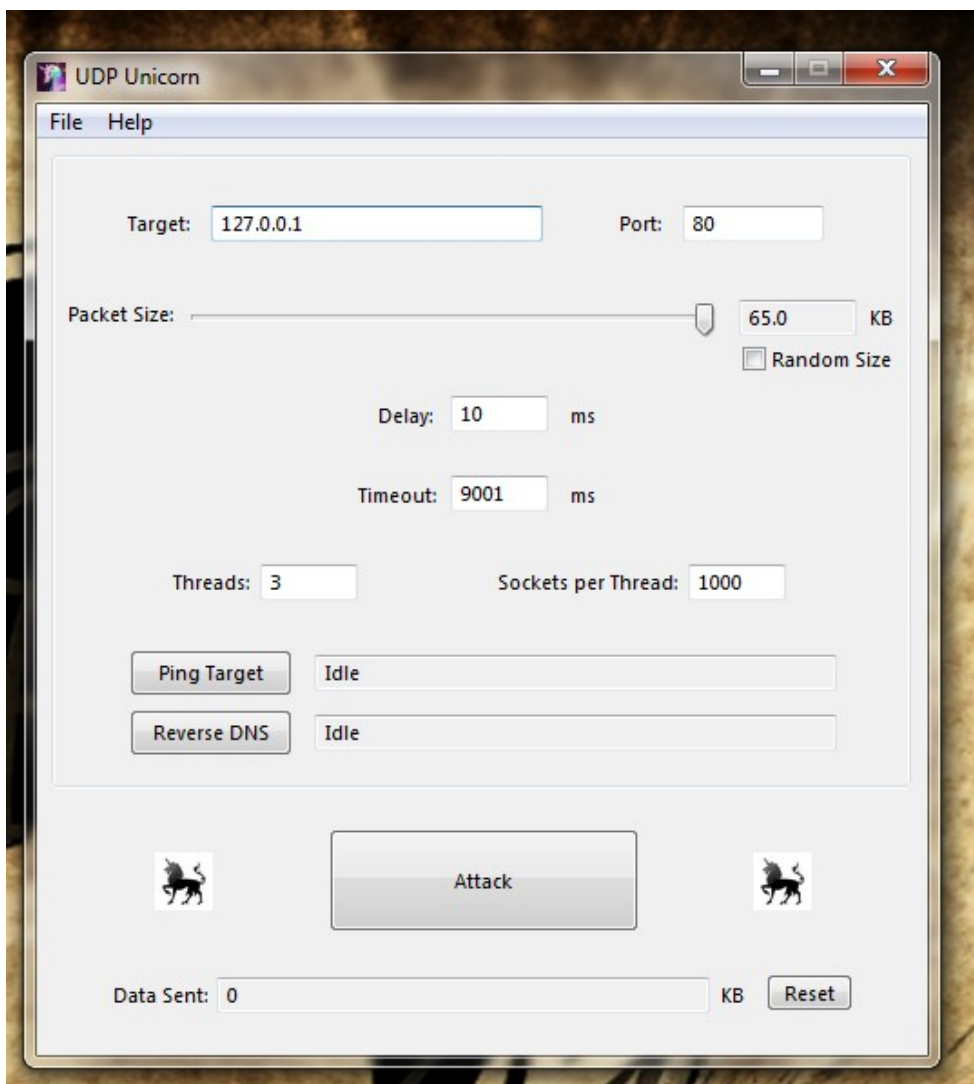 UDP Unicorn
File Help
Target: 127.0.0.1 Port: 80
Packet Size: 65.0 KB
Random Size
Delay: 10 ms
Timeout: 9001 ms
Threads: 3 Sockets per Thread: 1000
Ping Target Idle
Reverse DNS Idle
Attack
Data Sent: 0 KB Reset